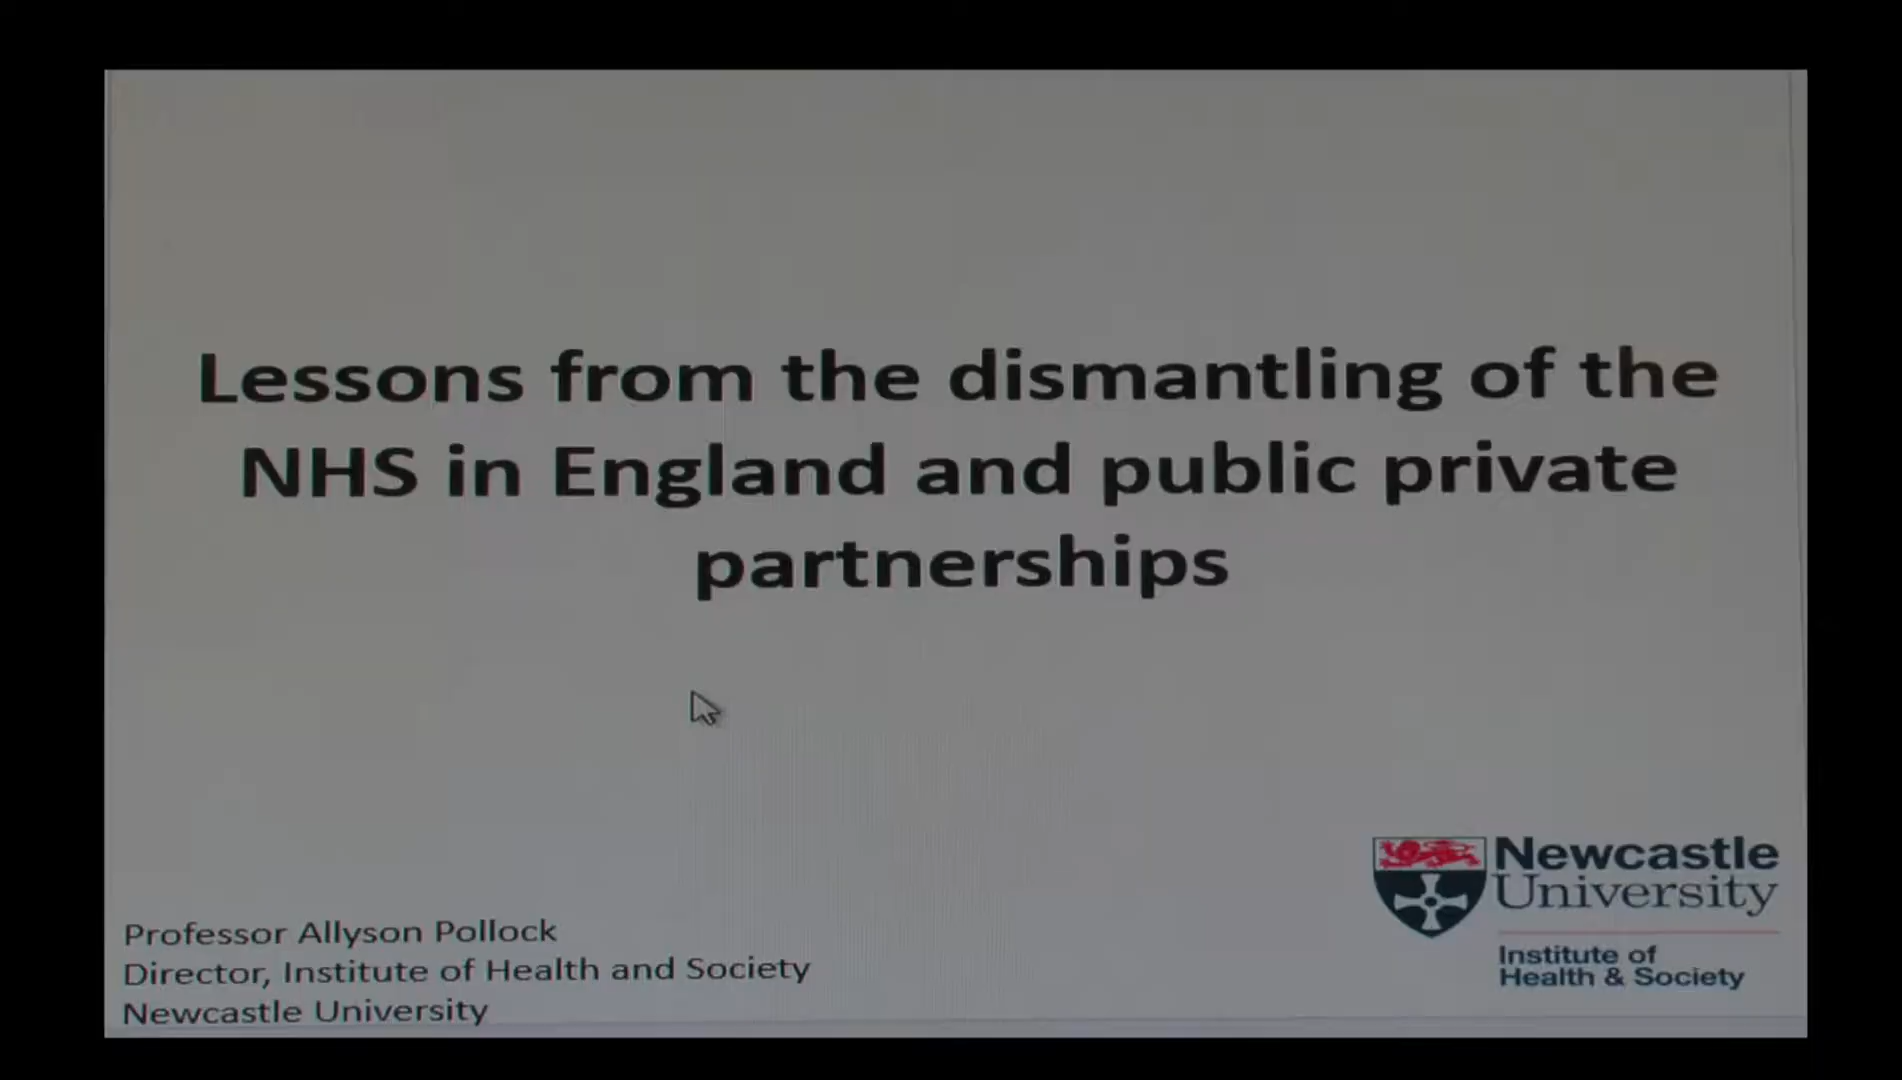 Lessons from the dismantling of the
NHS in England and public private
partnerships
Professor Allyson Pollock
Director, Institute of Health and Society
Newcastle University
Newcastle
University
Institute of
Health & Society